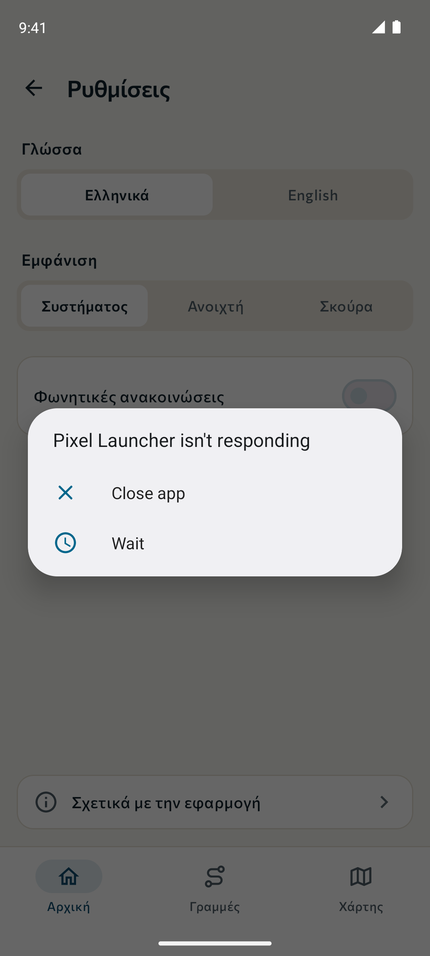 9:41
Ρυθμίσεις
Γλώσσα
Ελληνικά English
Εμφάνιση
Συστήματος Ανοιχτή Σκούρα
Φωνητικές ανακοινώσεις
Pixel Launcher isn't responding
Close app
Wait
Σχετικά με την εφαρμογή
Αρχική Γραμμές Χάρτης